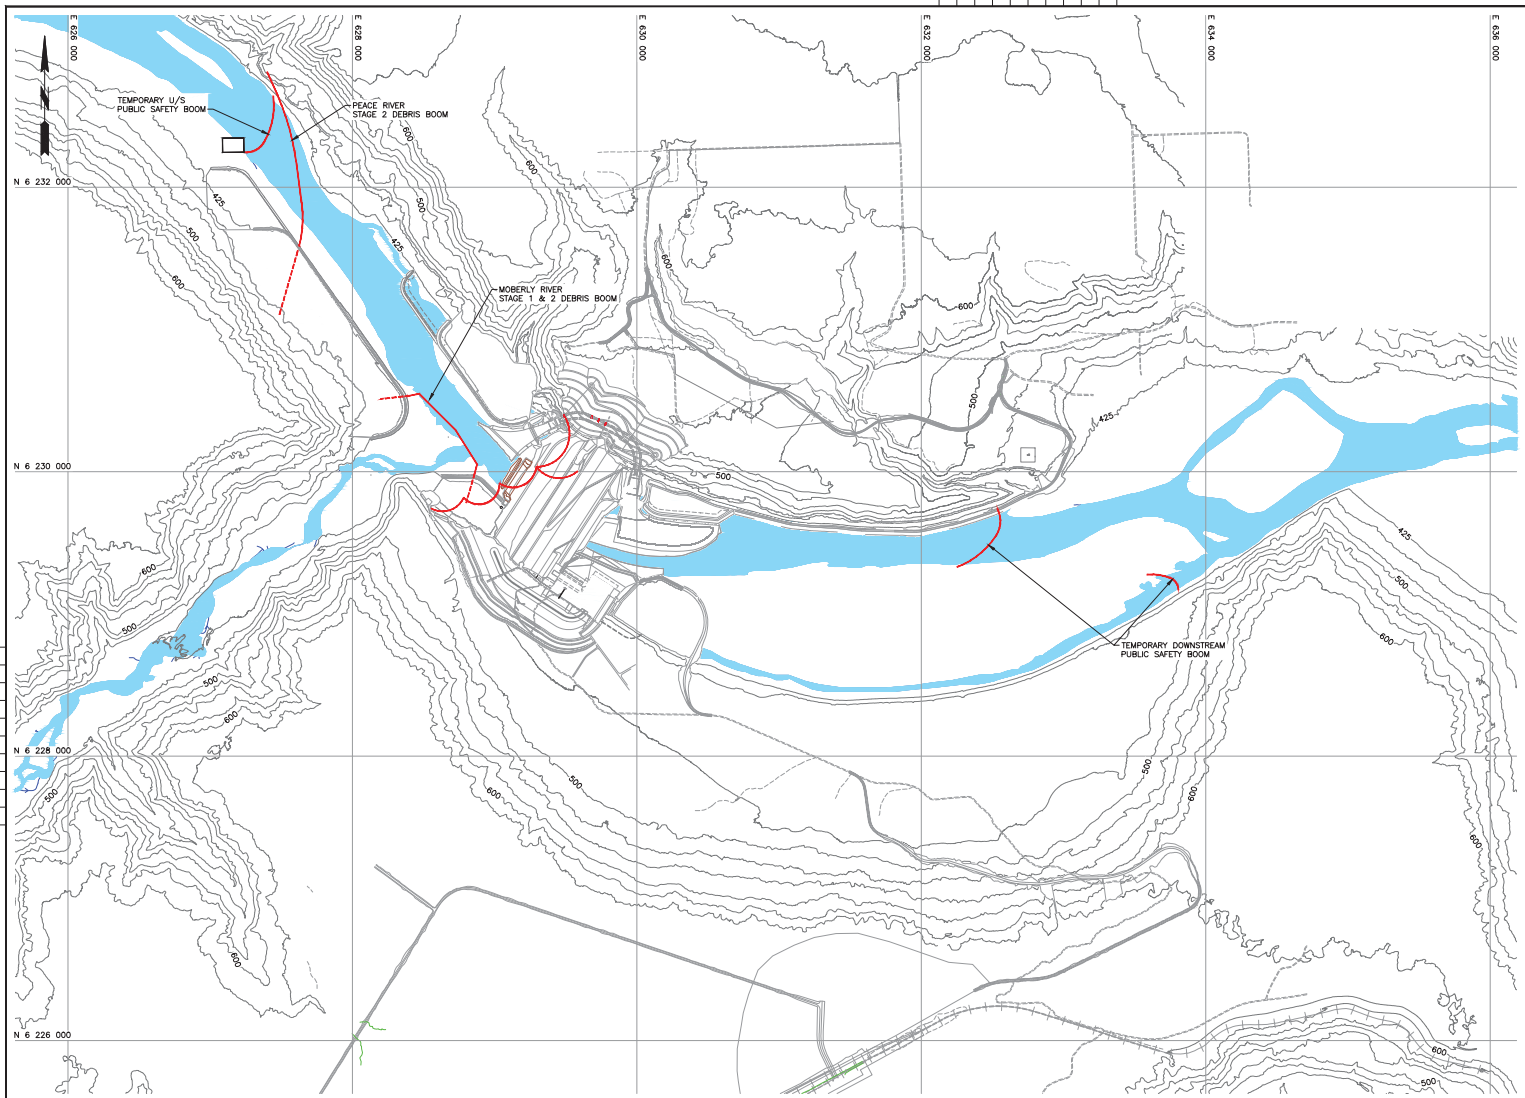 E 626 000
E 628 000
E 630 000
E 632 000
E 634 000
E 636 000
N
TEMPORARY U/S
PUBLIC SAFETY BOOM
PEACE RIVER
STAGE 2 DEBRIS BOOM
600
600
N 6 232 000
425
500
500
425
600
MOBERLY RIVER
STAGE 1 & 2 DEBRIS BOOM
600
500
425
N 6 230 000
500
425
600
500
500
600
TEMPORARY DOWNSTREAM
PUBLIC SAFETY BOOM
500
600
N 6 228 000
500
500
600
500
600
600
600
N 6 226 000
600
500